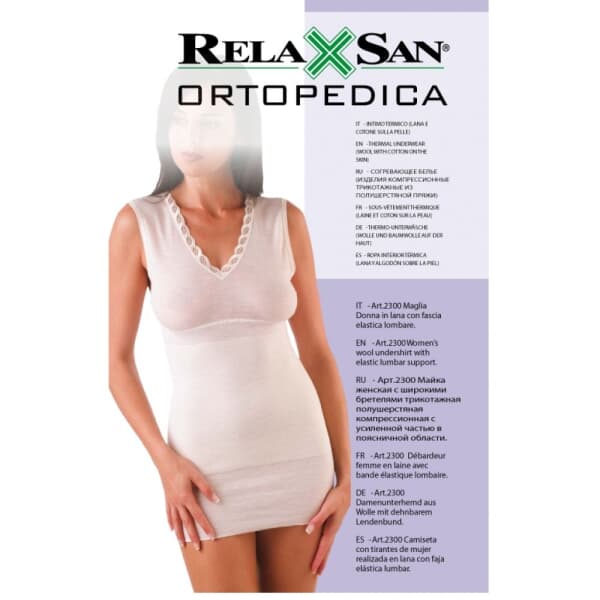 RELAXSAN®
ORTOPEDICA
IT - INTIMO TERMICO (LANA E
COTONE SULLA PELLE)
EN - THERMAL UNDERWEAR
(WOOL WITH COTTON ON THE
SKIN)
RU - СОГРЕВАЮЩЕЕ БЕЛЬЕ
(ИЗДЕЛИЯ КОМПРЕССИОННЫЕ
ТРИКОТАЖНЫЕ ИЗ
ПОЛУШЕРСТЯНОЙ ПРЯЖИ)
FR - SOUS-VÊTEMENT THERMIQUE
(LAINE ET COTON SUR LA PEAU)
DE - THERMO-UNTERWÄSCHE
(WOLLE UND BAUMWOLLE AUF DER
HAUT)
ES - ROPA INTERIOR TÉRMICA
(LANA Y ALGODÓN SOBRE LA PIEL)
IT - Art.2300 Maglia
Donna in lana con fascia
elastica lombare.
EN - Art.2300 Women's
wool undershirt with
elastic lumbar support.
RU - Арт.2300 Майка
женская с широкими
бретелями трикотажная
полушерстяная
компрессионная с
усиленной частью в
поясничной области.
FR - Art.2300 Débardeur
femme en laine avec
bande élastique lombaire.
DE - Art.2300
Damenunterhemd aus
Wolle mit dehnbarem
Lendenbund.
ES - Art.2300 Camiseta
con tirantes de mujer
realizada en lana con faja
elástica lumbar.